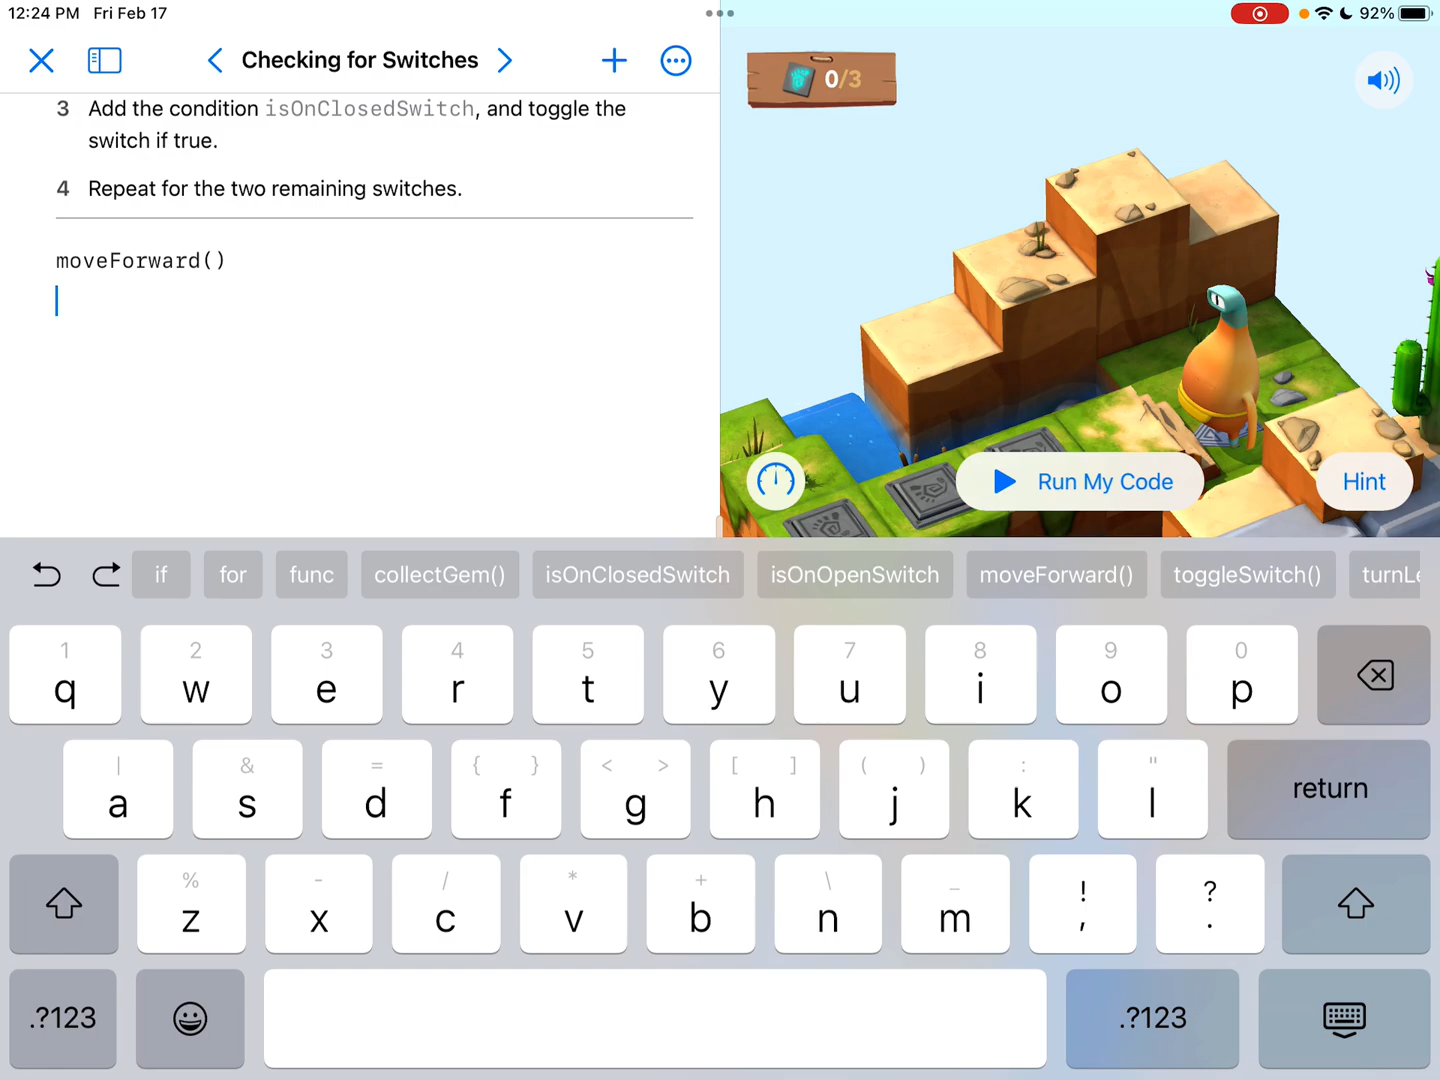 12:24 PM Fri Feb 17
92%
Checking for Switches
3 Add the condition isOnClosedSwitch, and toggle the
switch if true.
4 Repeat for the two remaining switches.
moveForward()
0/3
Run My Code
Hint
if for func collectGem() isOnClosedSwitch isOnOpenSwitch moveForward() toggleSwitch() turnLe
1 2 3 4 5 6 7 8 9 0
q w e r t y u i o p
| & = { } < > [ ] ( ) : "
a s d f g h j k l return
% - / * + \ _ ! ?
z x c v b n m , .
.?123 .?123